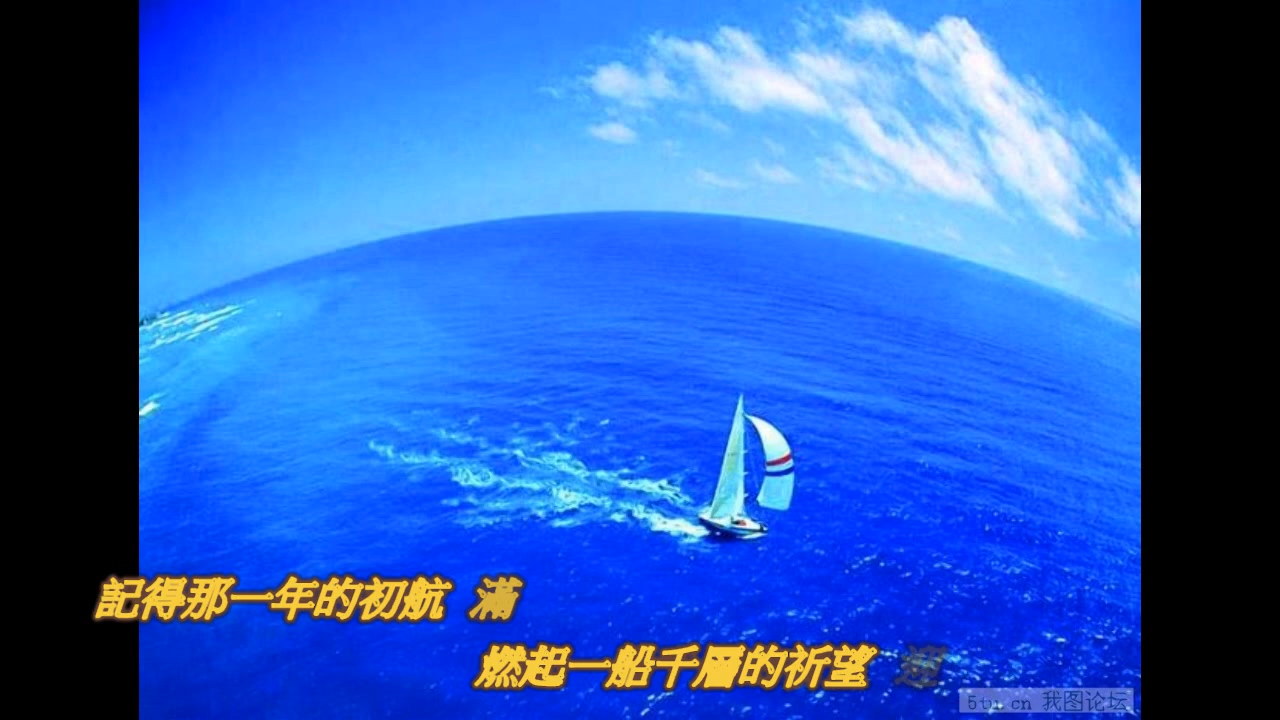 記得那一年的初航 滿
燃起一船千層的祈望
5tu.cn 我图论坛